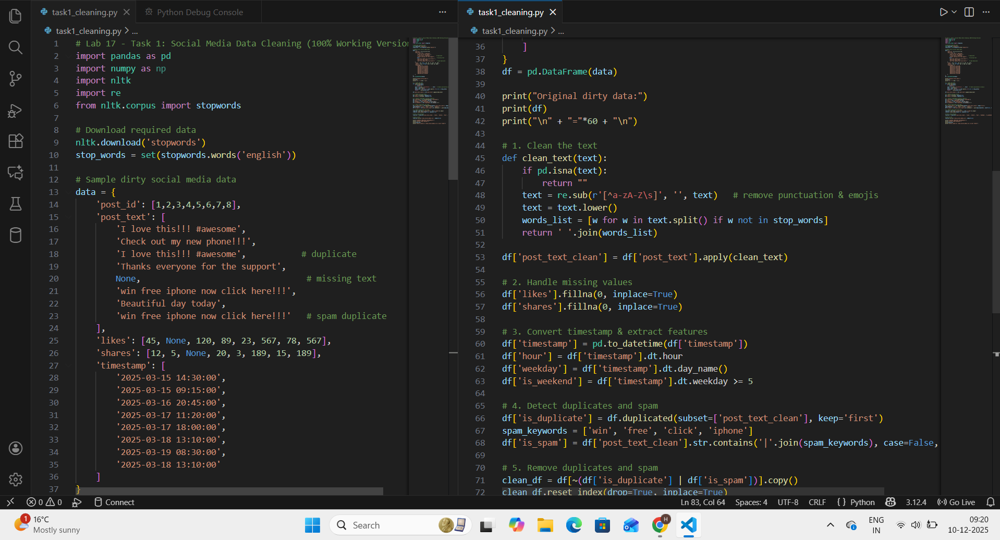 task1_cleaning.py
Python Debug Console
task1_cleaning.py > ...
1 # Lab 17 - Task 1: Social Media Data Cleaning (100% Working Version
2 import pandas as pd
3 import numpy as np
4 import nltk
5 import re
6 from nltk.corpus import stopwords
7
8 # Download required data
9 nltk.download('stopwords')
10 stop_words = set(stopwords.words('english'))
11
12 # Sample dirty social media data
13 data = {
14     'post_id': [1,2,3,4,5,6,7,8],
15     'post_text': [
16         'I love this!!! #awesome',
17         'Check out my new phone!!!',
18         'I love this!!! #awesome',           # duplicate
19         'Thanks everyone for the support',
20         None,                                 # missing text
21         'win free iphone now click here!!!',
22         'Beautiful day today',
23         'win free iphone now click here!!!'   # spam duplicate
24     ],
25     'likes': [45, None, 120, 89, 23, 567, 78, 567],
26     'shares': [12, 5, None, 20, 3, 189, 15, 189],
27     'timestamp': [
28         '2025-03-15 14:30:00',
29         '2025-03-15 09:15:00',
30         '2025-03-16 20:45:00',
31         '2025-03-17 11:20:00',
32         '2025-03-17 18:00:00',
33         '2025-03-18 13:10:00',
34         '2025-03-19 08:30:00',
35         '2025-03-18 13:10:00'
36     ]
37 }
task1_cleaning.py
task1_cleaning.py > ...
36     ]
37 }
38 df = pd.DataFrame(data)
39
40 print("Original dirty data:")
41 print(df)
42 print("\n" + "="*60 + "\n")
43
44 # 1. Clean the text
45 def clean_text(text):
46     if pd.isna(text):
47         return ""
48     text = re.sub(r'[^a-zA-Z\s]', '', text)   # remove punctuation & emojis
49     text = text.lower()
50     words_list = [w for w in text.split() if w not in stop_words]
51     return ' '.join(words_list)
52
53 df['post_text_clean'] = df['post_text'].apply(clean_text)
54
55 # 2. Handle missing values
56 df['likes'].fillna(0, inplace=True)
57 df['shares'].fillna(0, inplace=True)
58
59 # 3. Convert timestamp & extract features
60 df['timestamp'] = pd.to_datetime(df['timestamp'])
61 df['hour'] = df['timestamp'].dt.hour
62 df['weekday'] = df['timestamp'].dt.day_name()
63 df['is_weekend'] = df['timestamp'].dt.weekday >= 5
64
65 # 4. Detect duplicates and spam
66 df['is_duplicate'] = df.duplicated(subset=['post_text_clean'], keep='first')
67 spam_keywords = ['win', 'free', 'click', 'iphone']
68 df['is_spam'] = df['post_text_clean'].str.contains('|'.join(spam_keywords), case=False,
69
70 # 5. Remove duplicates and spam
71 clean_df = df[~(df['is_duplicate'] | df['is_spam'])].copy()
72 clean_df.reset_index(drop=True, inplace=True)
0 0 Connect
Ln 83, Col 64 Spaces: 4 UTF-8 CRLF { } Python 3.12.4 Go Live
1
16°C
Mostly sunny
Search
H
ENG
IN
09:20
10-12-2025